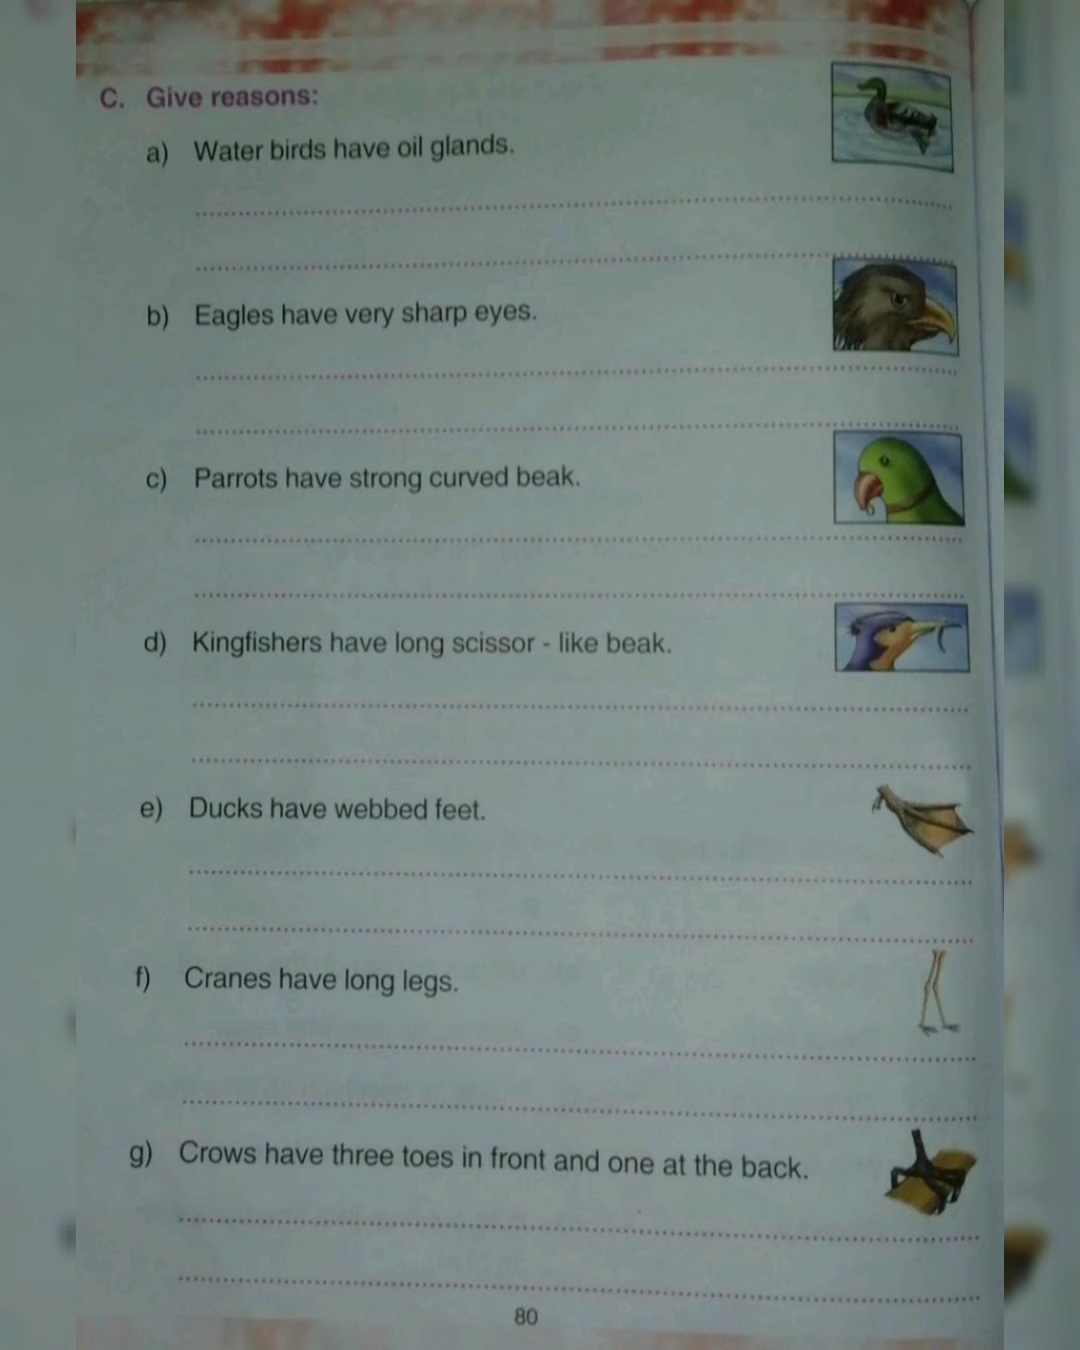 C. Give reasons:
a) Water birds have oil glands.
b) Eagles have very sharp eyes.
c) Parrots have strong curved beak.
d) Kingfishers have long scissor - like beak.
e) Ducks have webbed feet.
f) Cranes have long legs.
g) Crows have three toes in front and one at the back.
80